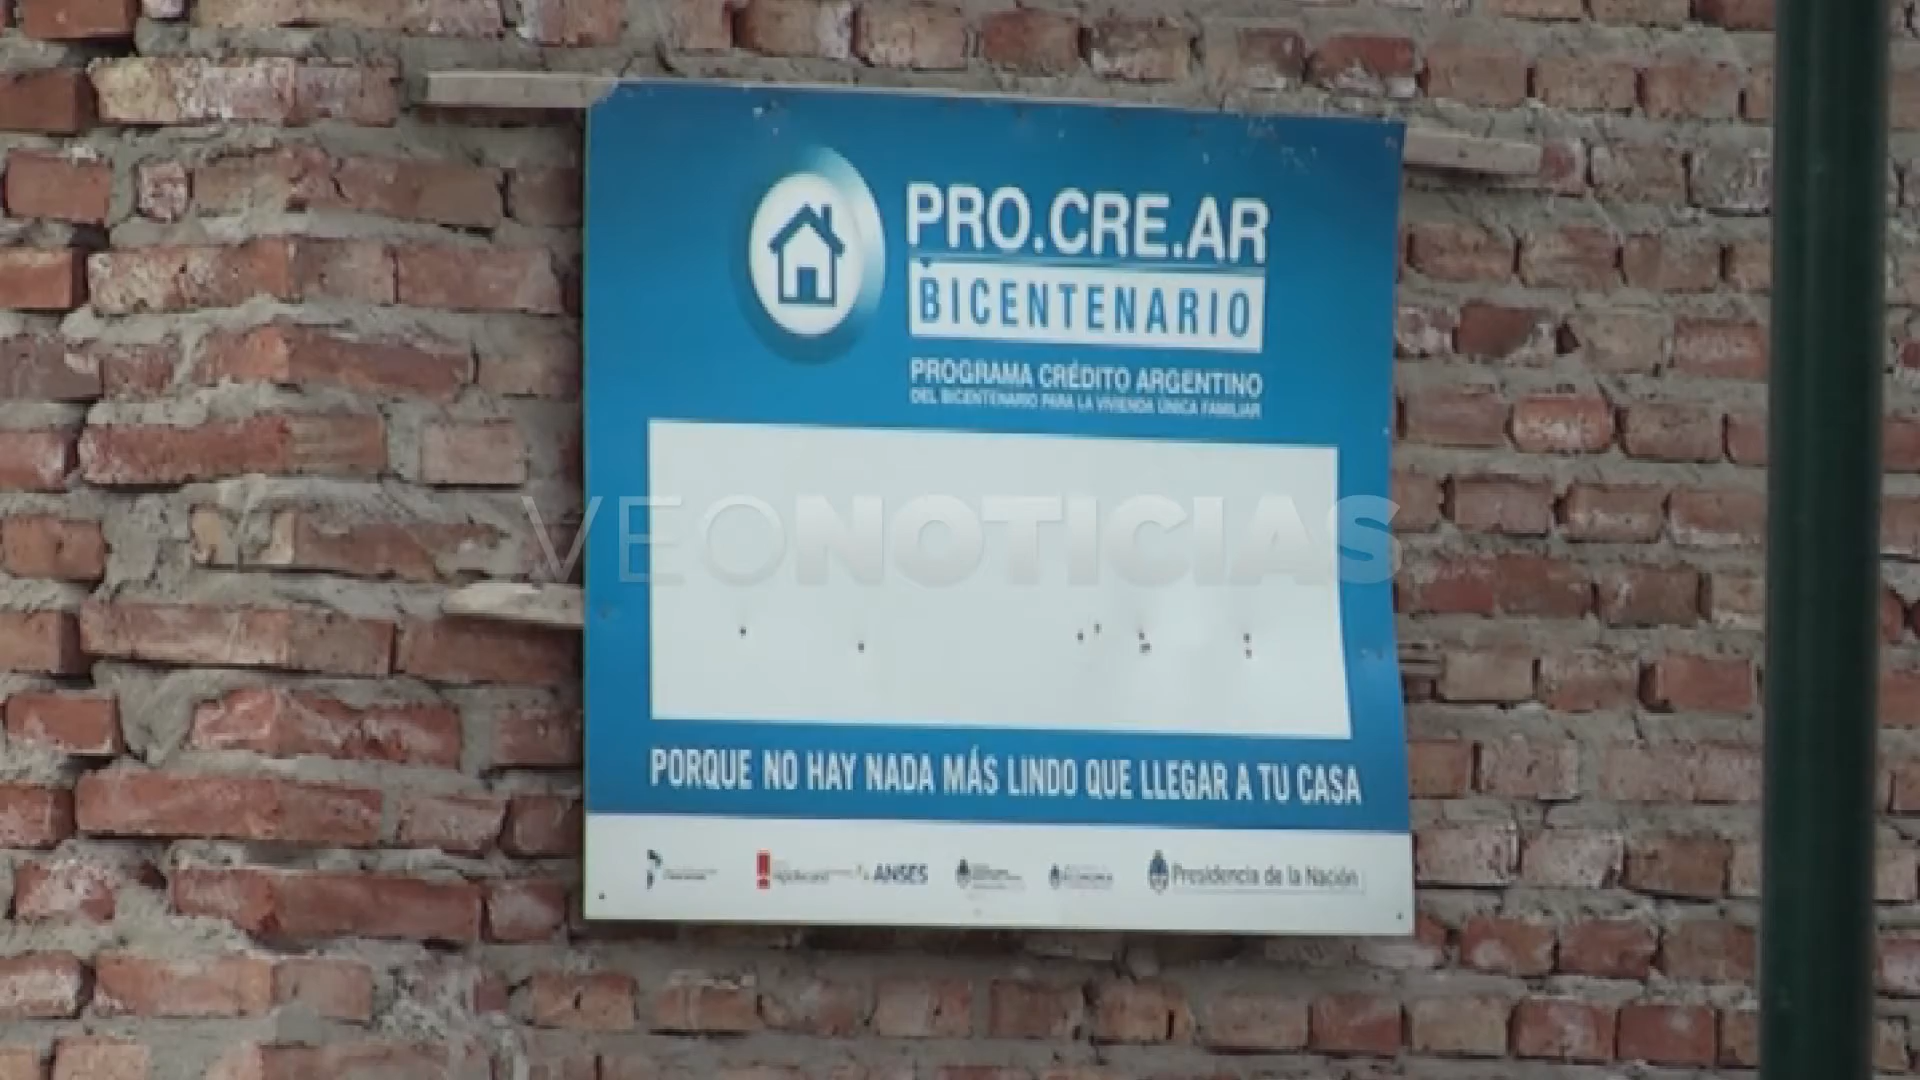 PRO.CRE.AR
BICENTENARIO
PROGRAMA CRÉDITO ARGENTINO
DEL BICENTENARIO PARA LA VIVIENDA ÚNICA FAMILIAR
VEONOTICIAS
PORQUE NO HAY NADA MÁS LINDO QUE LLEGAR A TU CASA
ANSES Presidencia de la Nación